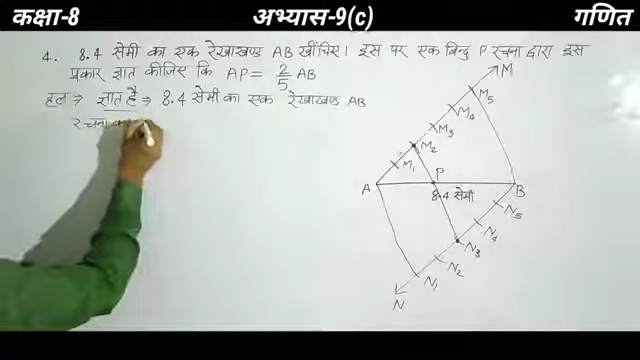 कक्षा-8 अभ्यास-9(c) गणित
4. 8.4 सेमी का एक रेखाखण्ड AB खींचिए। इस पर एक बिन्दु P रचना द्वारा इस
प्रकार ज्ञात कीजिए कि AP = 2/5 AB
हल ⇒ ज्ञात है ⇒ 8.4 सेमी का एक रेखाखण्ड AB
रचना
M
M5
M4
M3
M2
M1
A P B
8.4 सेमी
N5
N4
N3
N2
N1
N